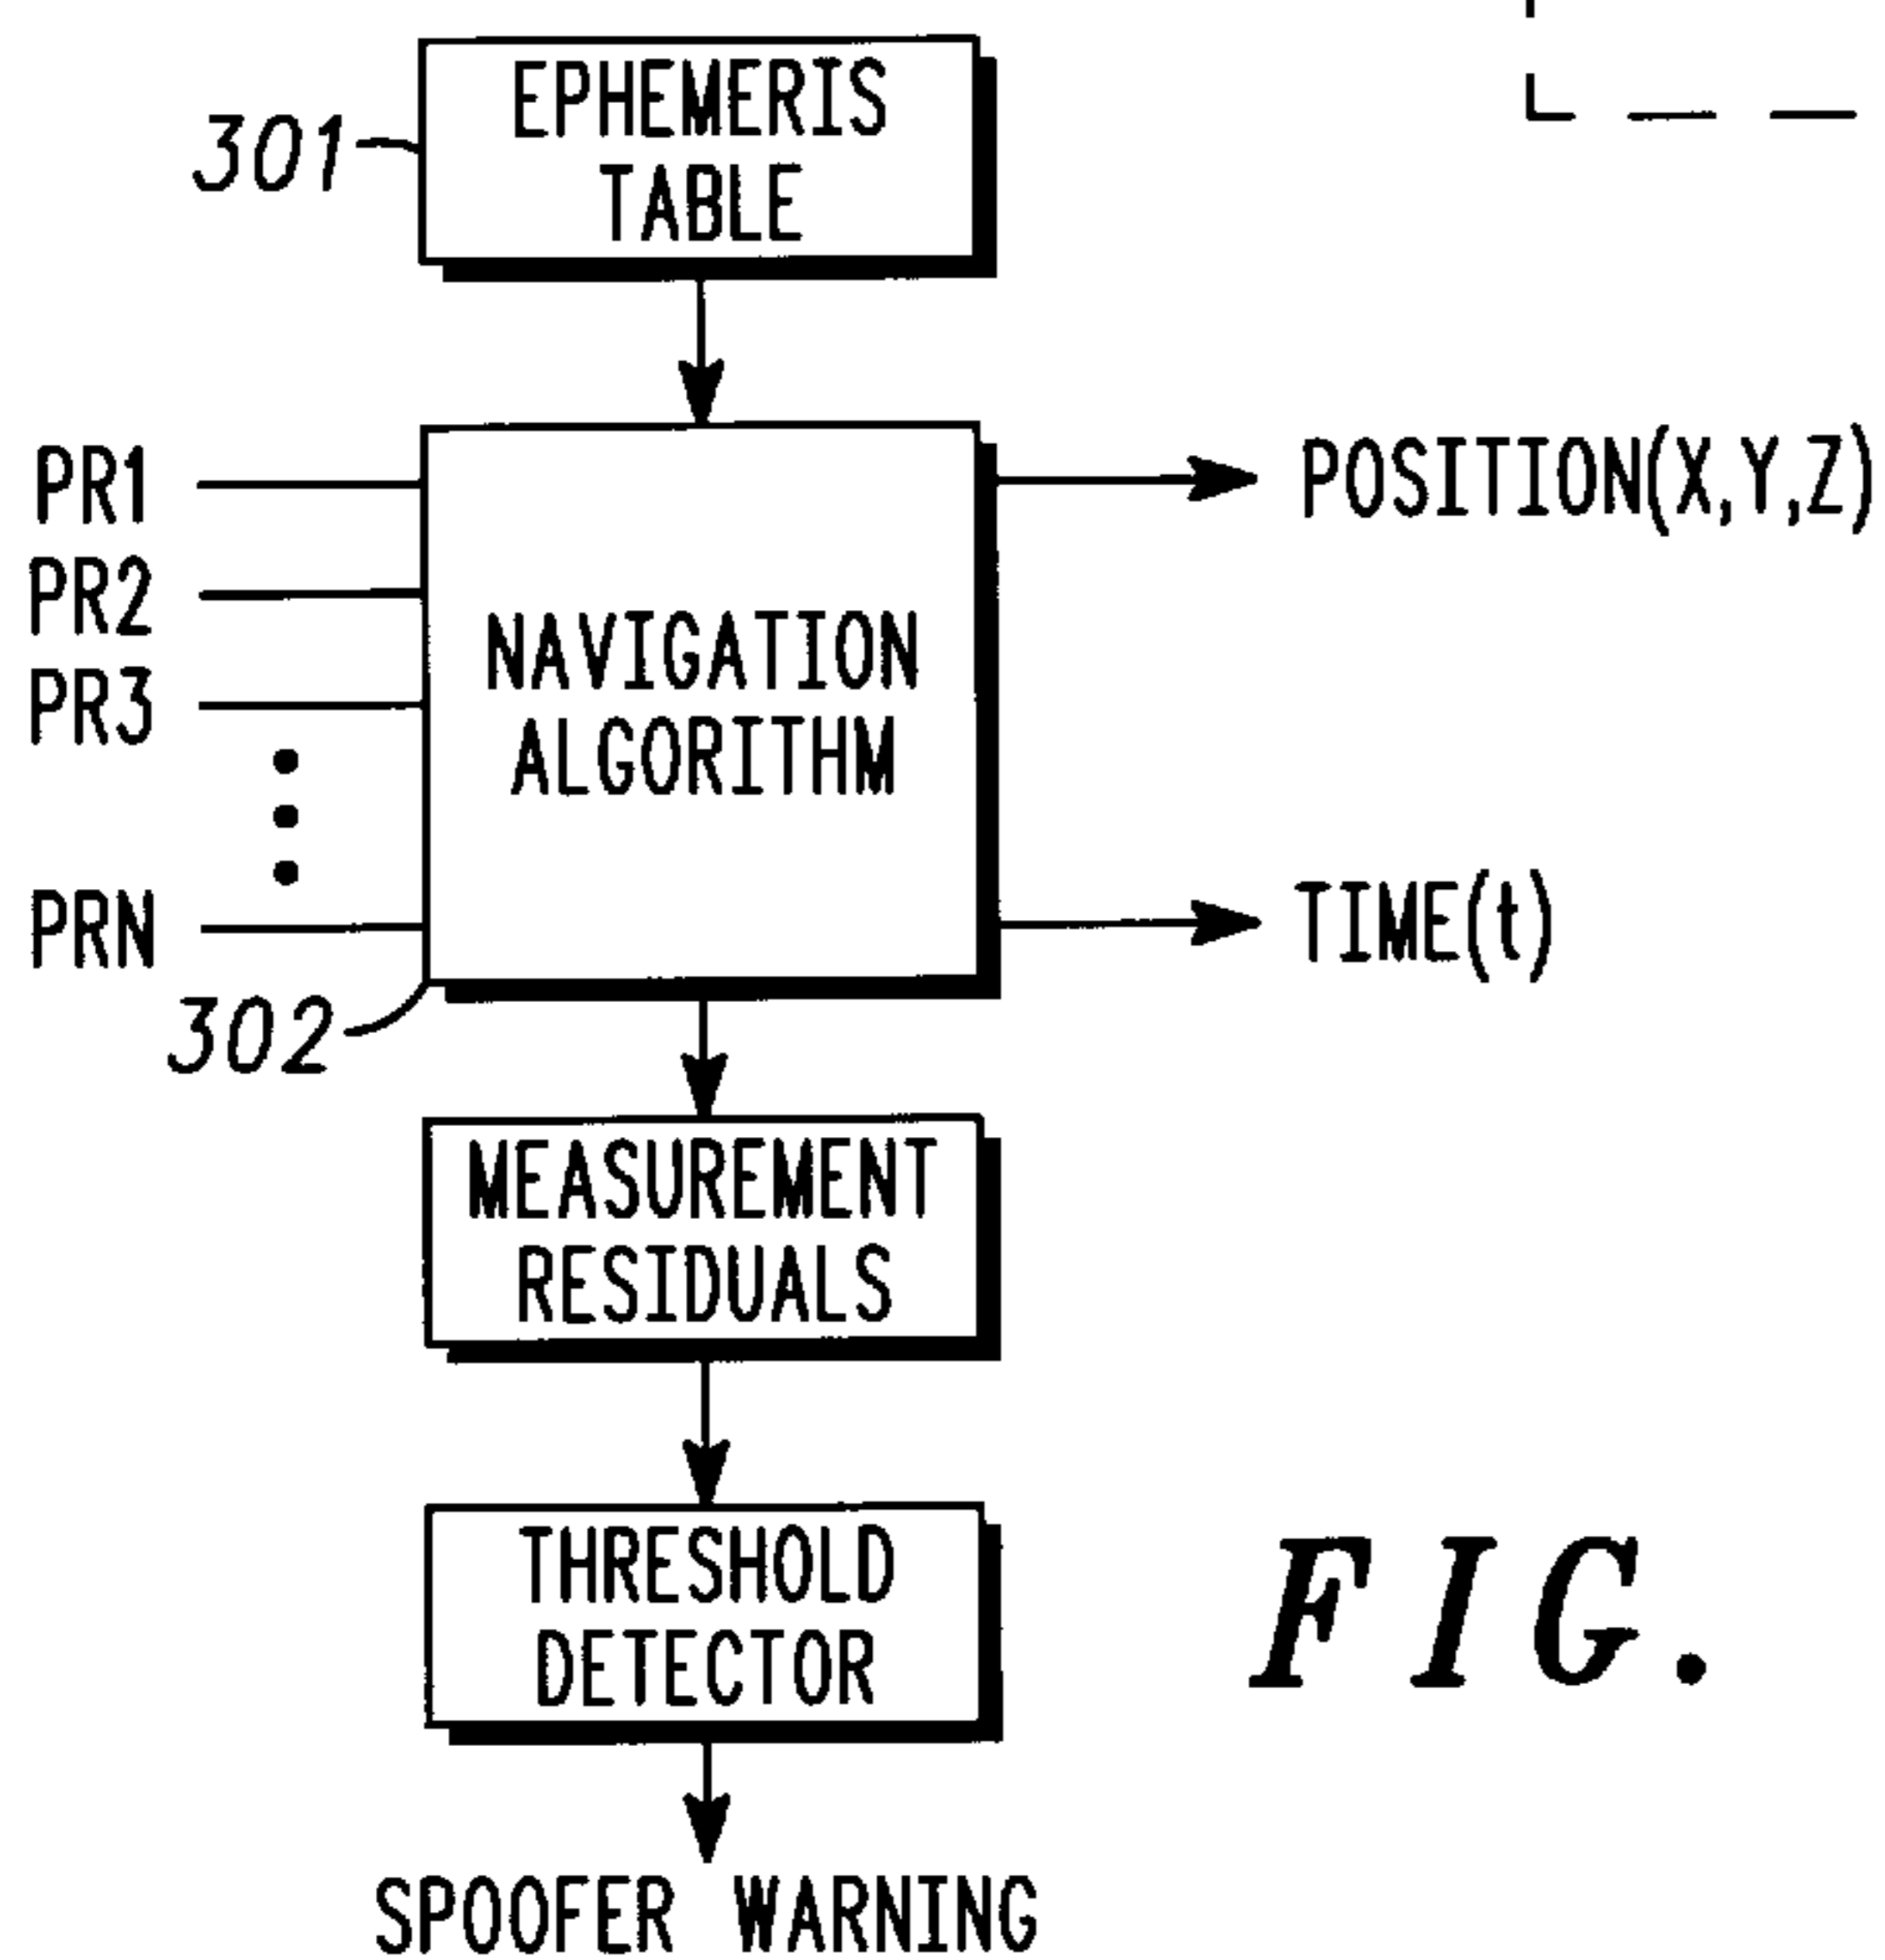 EPHEMERIS
TABLE
301
PR1
PR2
PR3
PRN
NAVIGATION
ALGORITHM
POSITION(X,Y,Z)
TIME(t)
302
MEASUREMENT
RESIDUALS
THRESHOLD
DETECTOR
FIG.
SPOOFER WARNING